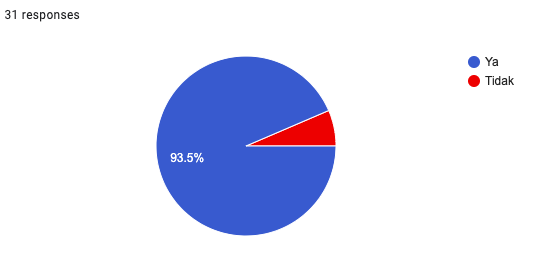 31 responses
Ya
Tidak
93.5%